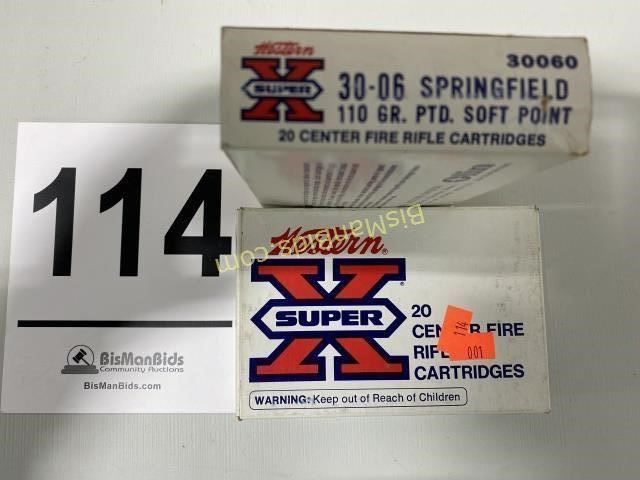 Western
X
SUPER
30060
30-06 SPRINGFIELD
110 GR. PTD. SOFT POINT
20 CENTER FIRE RIFLE CARTRIDGES
114
BisManBids
Community Auctions
BisManBids.com
BisManBids.com
Western®
X
SUPER
20
CENTER FIRE
RIFLE
CARTRIDGES
114
001
WARNING: Keep out of Reach of Children